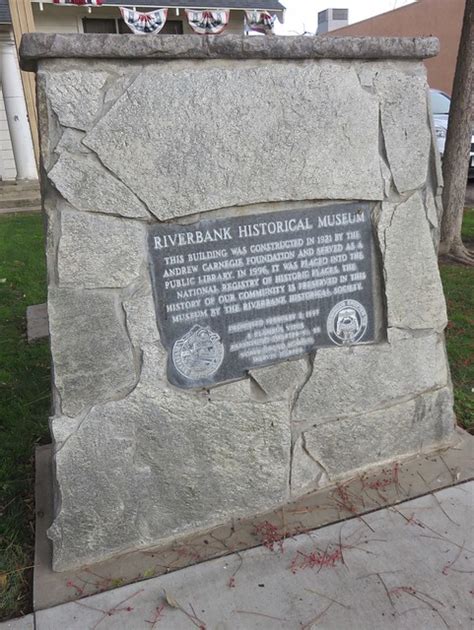 RIVERBANK HISTORICAL MUSEUM
THIS BUILDING WAS CONSTRUCTED IN 1921 BY THE
ANDREW CARNEGIE FOUNDATION AND SERVED AS A
PUBLIC LIBRARY. IN 1996, IT WAS PLACED INTO THE
NATIONAL REGISTRY OF HISTORIC PLACES. THE
HISTORY OF OUR COMMUNITY IS PRESERVED IN THIS
MUSEUM BY THE RIVERBANK HISTORICAL SOCIETY.